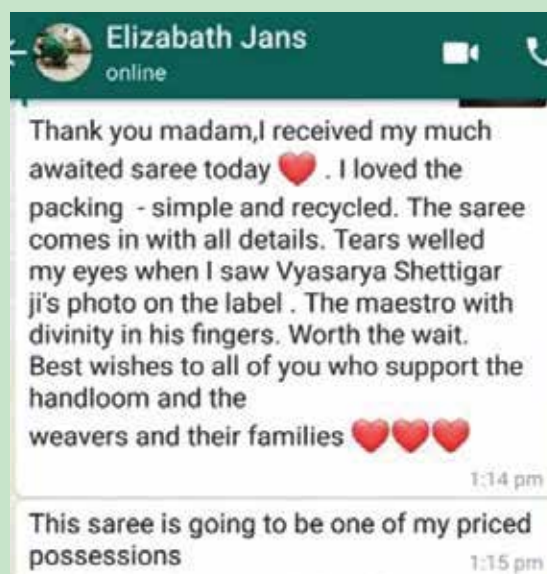 Elizabath Jans
online
Thank you madam,I received my much
awaited saree today ❤️ . I loved the
packing - simple and recycled. The saree
comes in with all details. Tears welled
my eyes when I saw Vyasarya Shettigar
ji's photo on the label . The maestro with
divinity in his fingers. Worth the wait.
Best wishes to all of you who support the
handloom and the
weavers and their families ❤️❤️❤️
1:14 pm
This saree is going to be one of my priced
possessions
1:15 pm